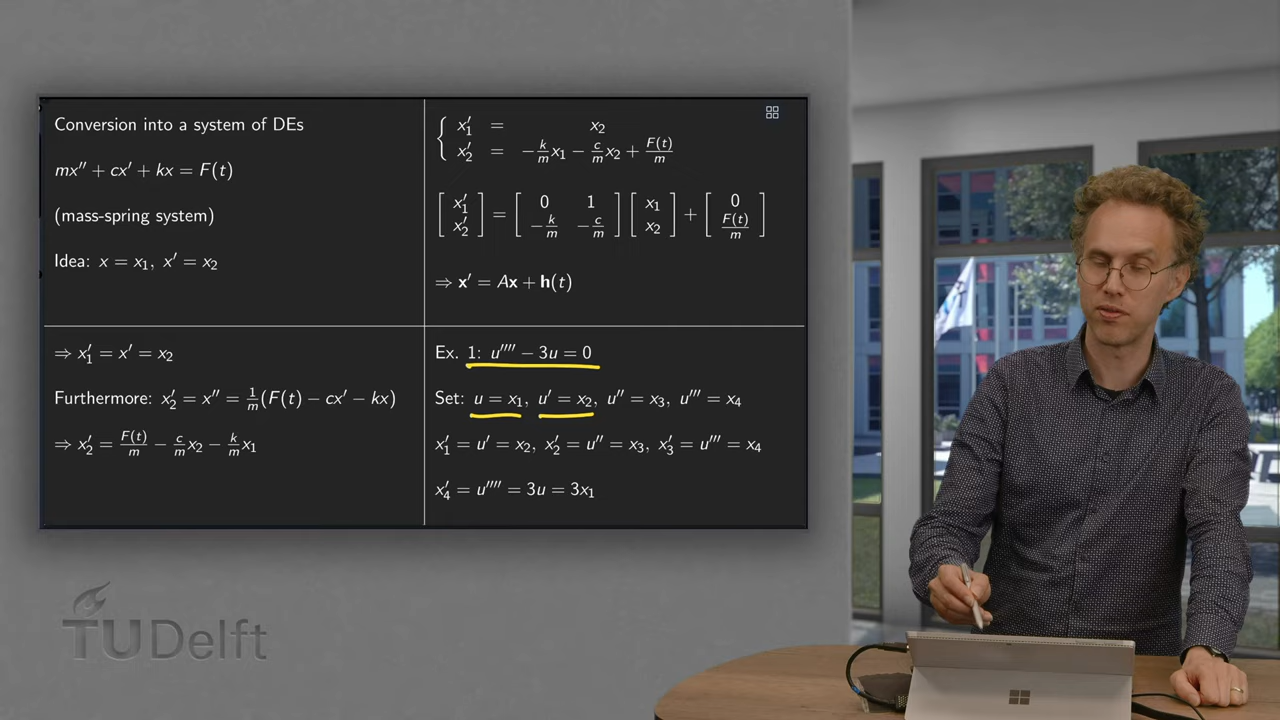 Conversion into a system of DEs
mx′′ + cx′ + kx = F(t)
(mass-spring system)
Idea: x = x₁, x′ = x₂
{ x₁′ = x₂
x₂′ = −k/m x₁ − c/m x₂ + F(t)/m
[x₁′; x₂′] = [0 1; −k/m −c/m] [x₁; x₂] + [0; F(t)/m]
⇒ x′ = Ax + h(t)
⇒ x₁′ = x′ = x₂
Furthermore: x₂′ = x′′ = 1/m (F(t) − cx′ − kx)
⇒ x₂′ = F(t)/m − c/m x₂ − k/m x₁
Ex. 1: u′′′′ − 3u = 0
Set: u = x₁, u′ = x₂, u′′ = x₃, u′′′ = x₄
x₁′ = u′ = x₂, x₂′ = u′′ = x₃, x₃′ = u′′′ = x₄
x₄′ = u′′′′ = 3u = 3x₁
TUDelft